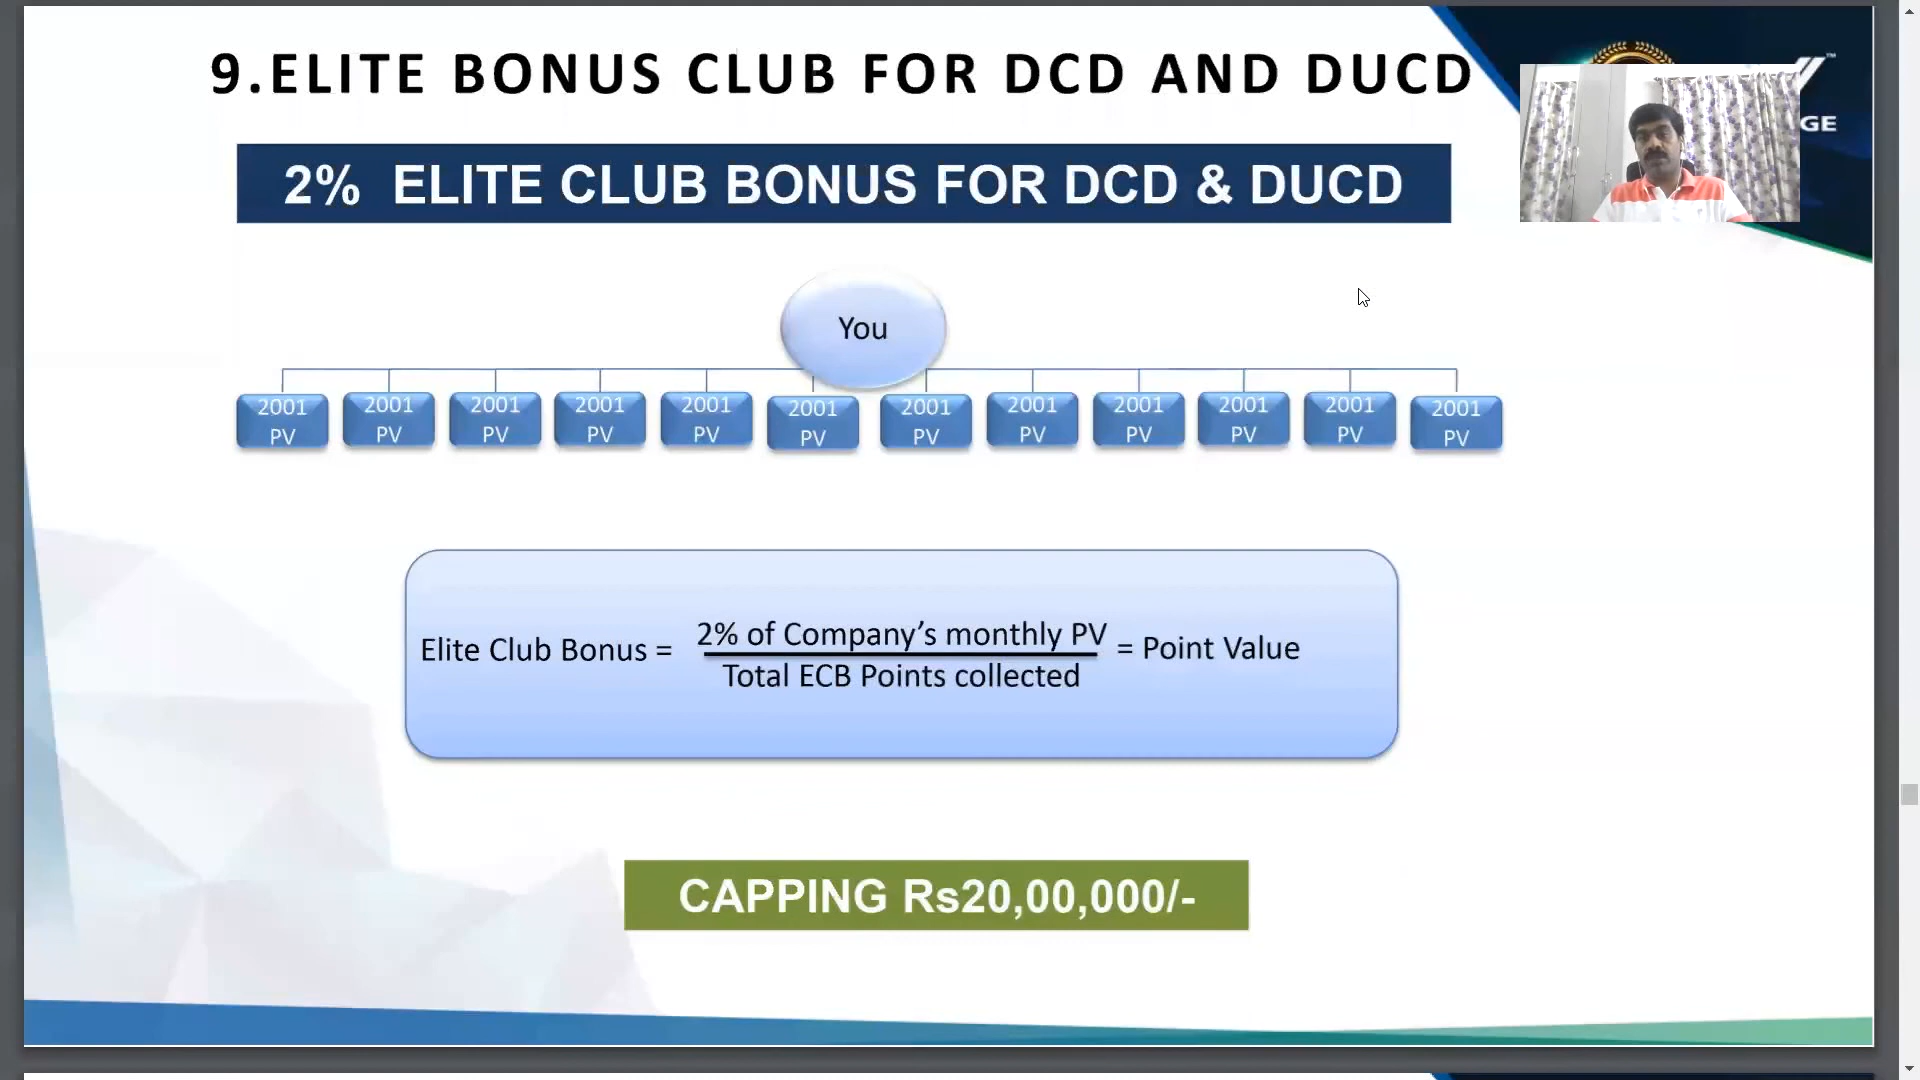 9.ELITE BONUS CLUB FOR DCD AND DUCD
™
GE
2% ELITE CLUB BONUS FOR DCD & DUCD
You
2001 PV
2001 PV
2001 PV
2001 PV
2001 PV
2001 PV
2001 PV
2001 PV
2001 PV
2001 PV
2001 PV
2001 PV
2% of Company’s monthly PV
Elite Club Bonus = = Point Value
Total ECB Points collected
CAPPING Rs20,00,000/-